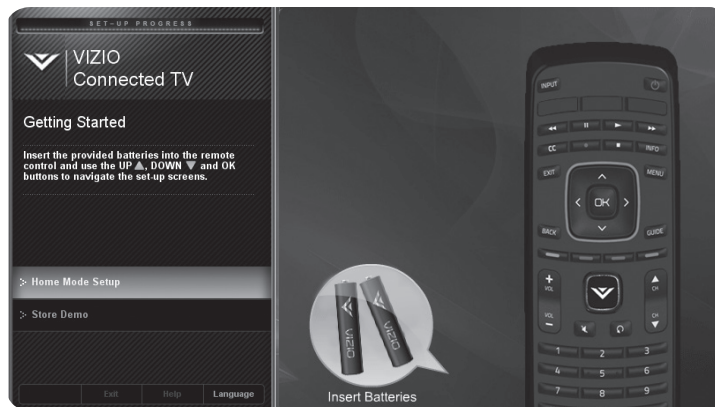 SET-UP PROGRESS
VIZIO
Connected TV
Getting Started
Insert the provided batteries into the remote
control and use the UP ▲, DOWN ▼ and OK
buttons to navigate the set-up screens.
> Home Mode Setup
> Store Demo
Exit Help Language
VIZIO VIZIO
Insert Batteries
INPUT
CC INFO
EXIT MENU
OK
BACK GUIDE
+ VOL CH
VOL - CH
1 2 3
4 5 6
7 8 9